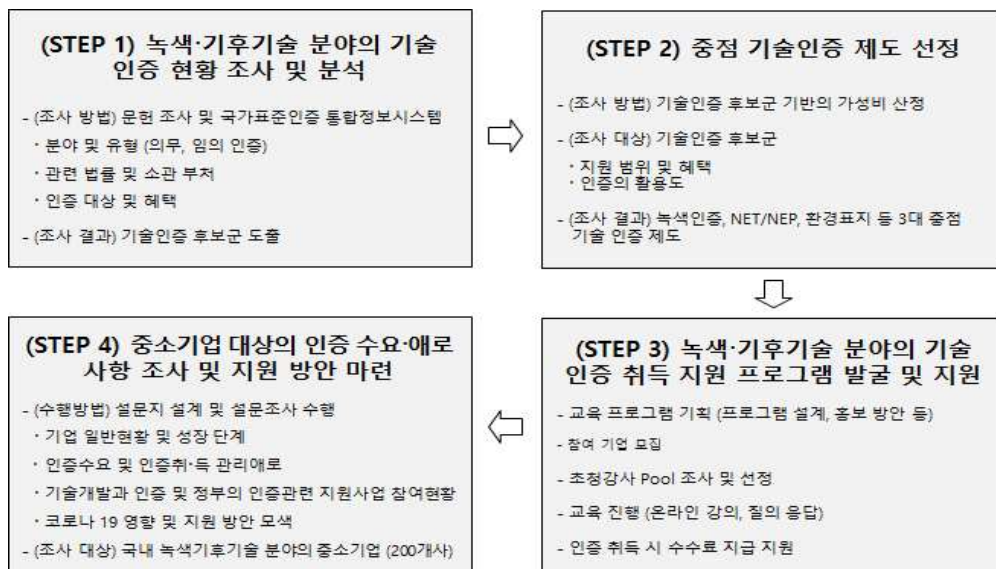 (STEP 1) 녹색·기후기술 분야의 기술
인증 현황 조사 및 분석
- (조사 방법) 문헌 조사 및 국가표준인증 통합정보시스템
· 분야 및 유형 (의무, 임의 인증)
· 관련 법률 및 소관 부처
· 인증 대상 및 혜택
- (조사 결과) 기술인증 후보군 도출
(STEP 2) 중점 기술인증 제도 선정
- (조사 방법) 기술인증 후보군 기반의 가성비 산정
- (조사 대상) 기술인증 후보군
· 지원 범위 및 혜택
· 인증의 활용도
- (조사 결과) 녹색인증, NET/NEP, 환경표지 등 3대 중점
기술 인증 제도
(STEP 3) 녹색·기후기술 분야의 기술
인증 취득 지원 프로그램 발굴 및 지원
- 교육 프로그램 기획 (프로그램 설계, 홍보 방안 등)
- 참여 기업 모집
- 초청강사 Pool 조사 및 선정
- 교육 진행 (온라인 강의, 질의 응답)
- 인증 취득 시 수수료 지급 지원
(STEP 4) 중소기업 대상의 인증 수요·애로
사항 조사 및 지원 방안 마련
- (수행방법) 설문지 설계 및 설문조사 수행
· 기업 일반현황 및 성장 단계
· 인증수요 및 인증취·득 관리애로
· 기술개발과 인증 및 정부의 인증관련 지원사업 참여현황
· 코로나 19 영향 및 지원 방안 모색
- (조사 대상) 국내 녹색기후기술 분야의 중소기업 (200개사)